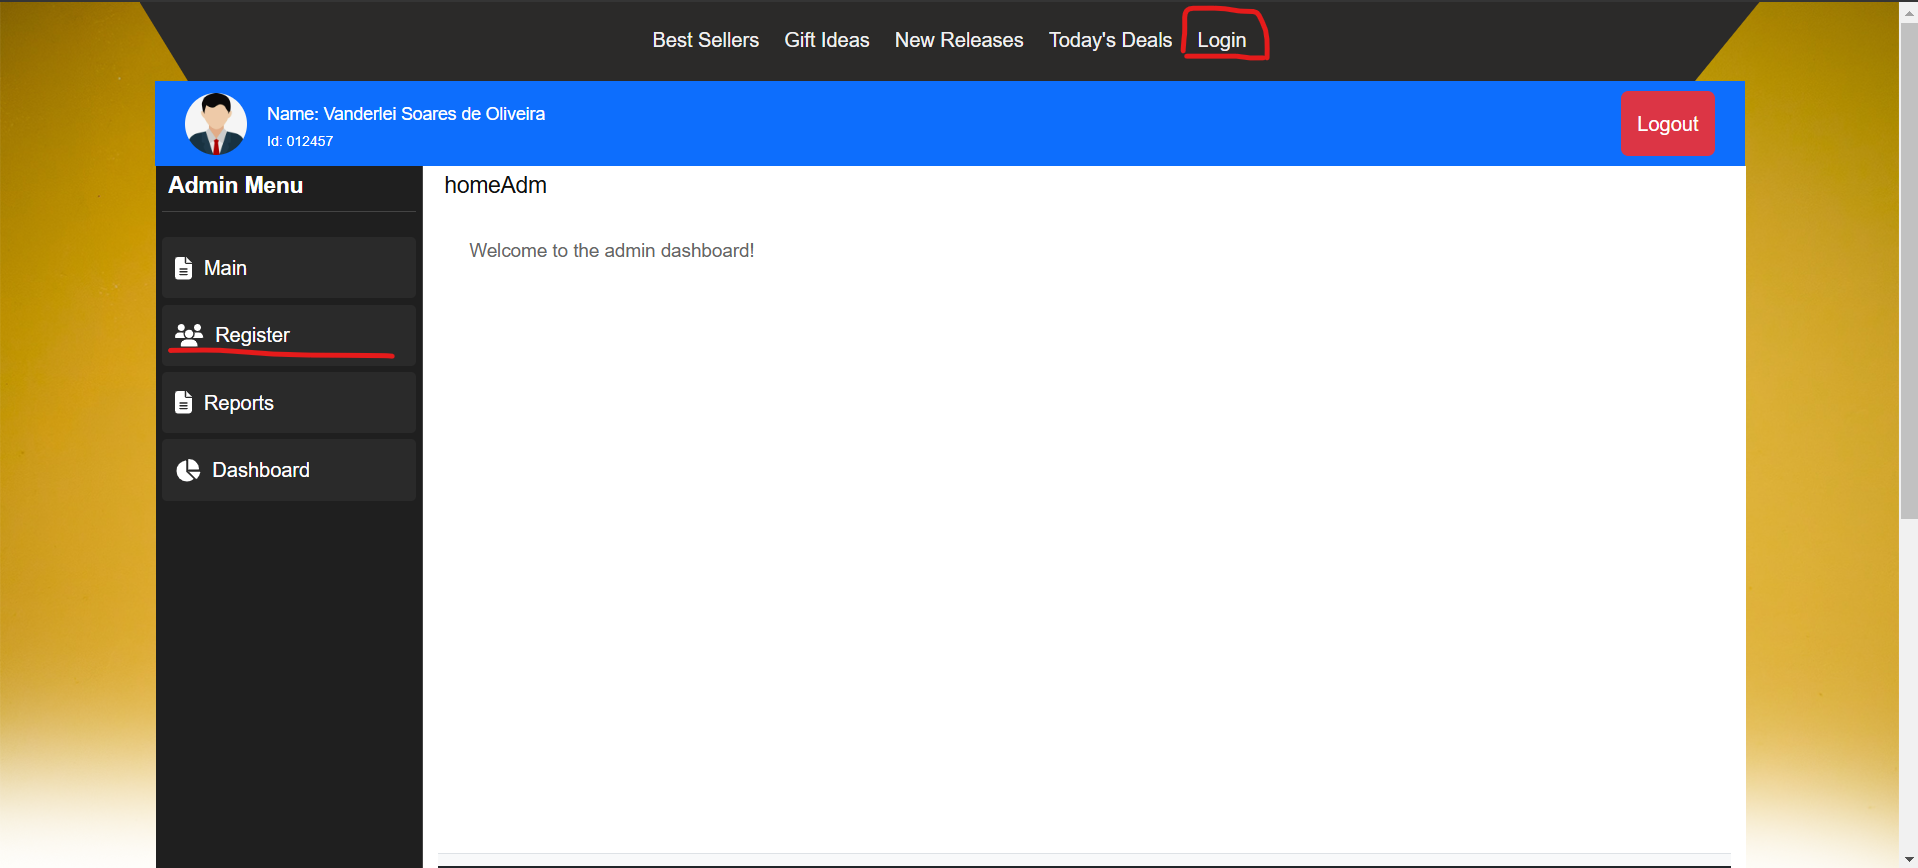 Best Sellers Gift Ideas New Releases Today's Deals Login
Name: Vanderlei Soares de Oliveira
Id: 012457
Logout
Admin Menu
Main
Register
Reports
Dashboard
homeAdm
Welcome to the admin dashboard!